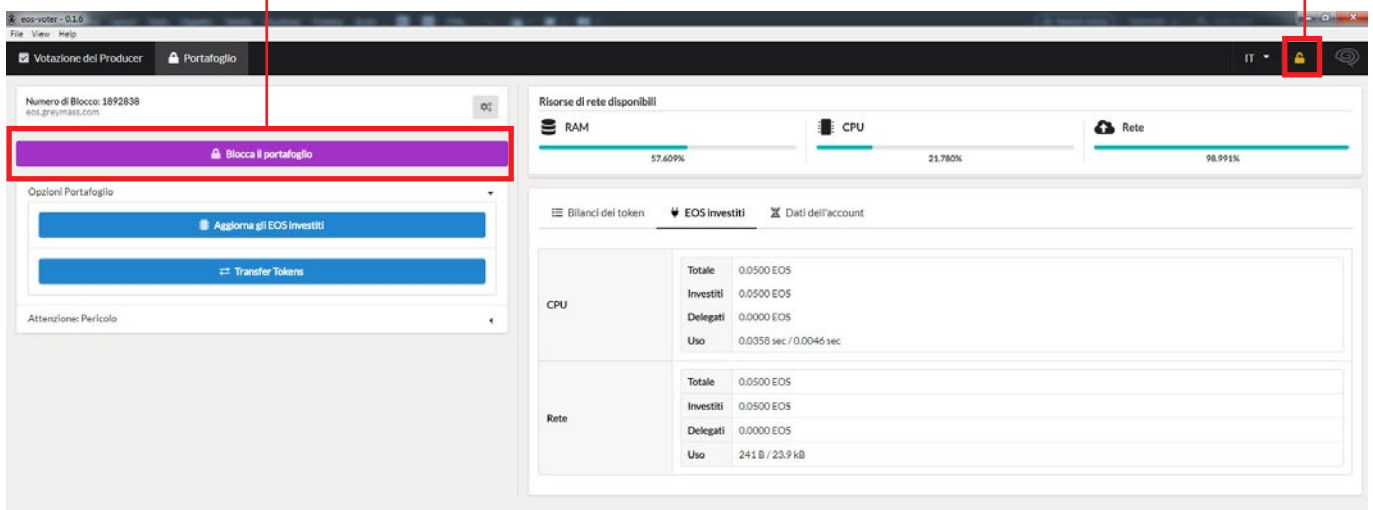 eos-voter - 0.1.6
File View Help
Votazione dei Producer
Portafoglio
IT
Numero di Blocco: 1892838
eos.greymass.com
Blocca il portafoglio
Opzioni Portafoglio
Aggiorna gli EOS investiti
Transfer Tokens
Attenzione: Pericolo
Risorse di rete disponibili
RAM
CPU
Rete
57.609%
21.780%
98.991%
Bilanci dei token
EOS investiti
Dati dell'account
CPU
Totale 0.0500 EOS
Investiti 0.0500 EOS
Delegati 0.0000 EOS
Uso 0.0358 sec / 0.0046 sec
Rete
Totale 0.0500 EOS
Investiti 0.0500 EOS
Delegati 0.0000 EOS
Uso 241 B / 23.9 kB